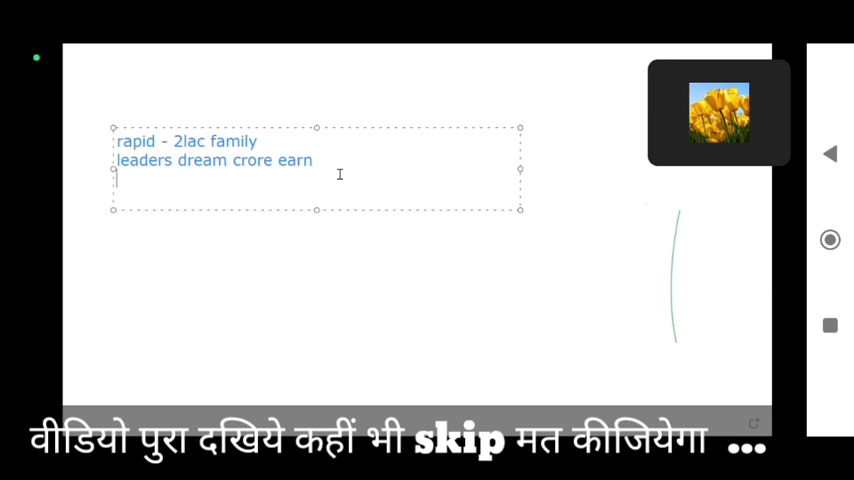 rapid - 2lac family
leaders dream crore earn
वीडियो पुरा दखिये कहीं भी skip मत कीजियेगा ...